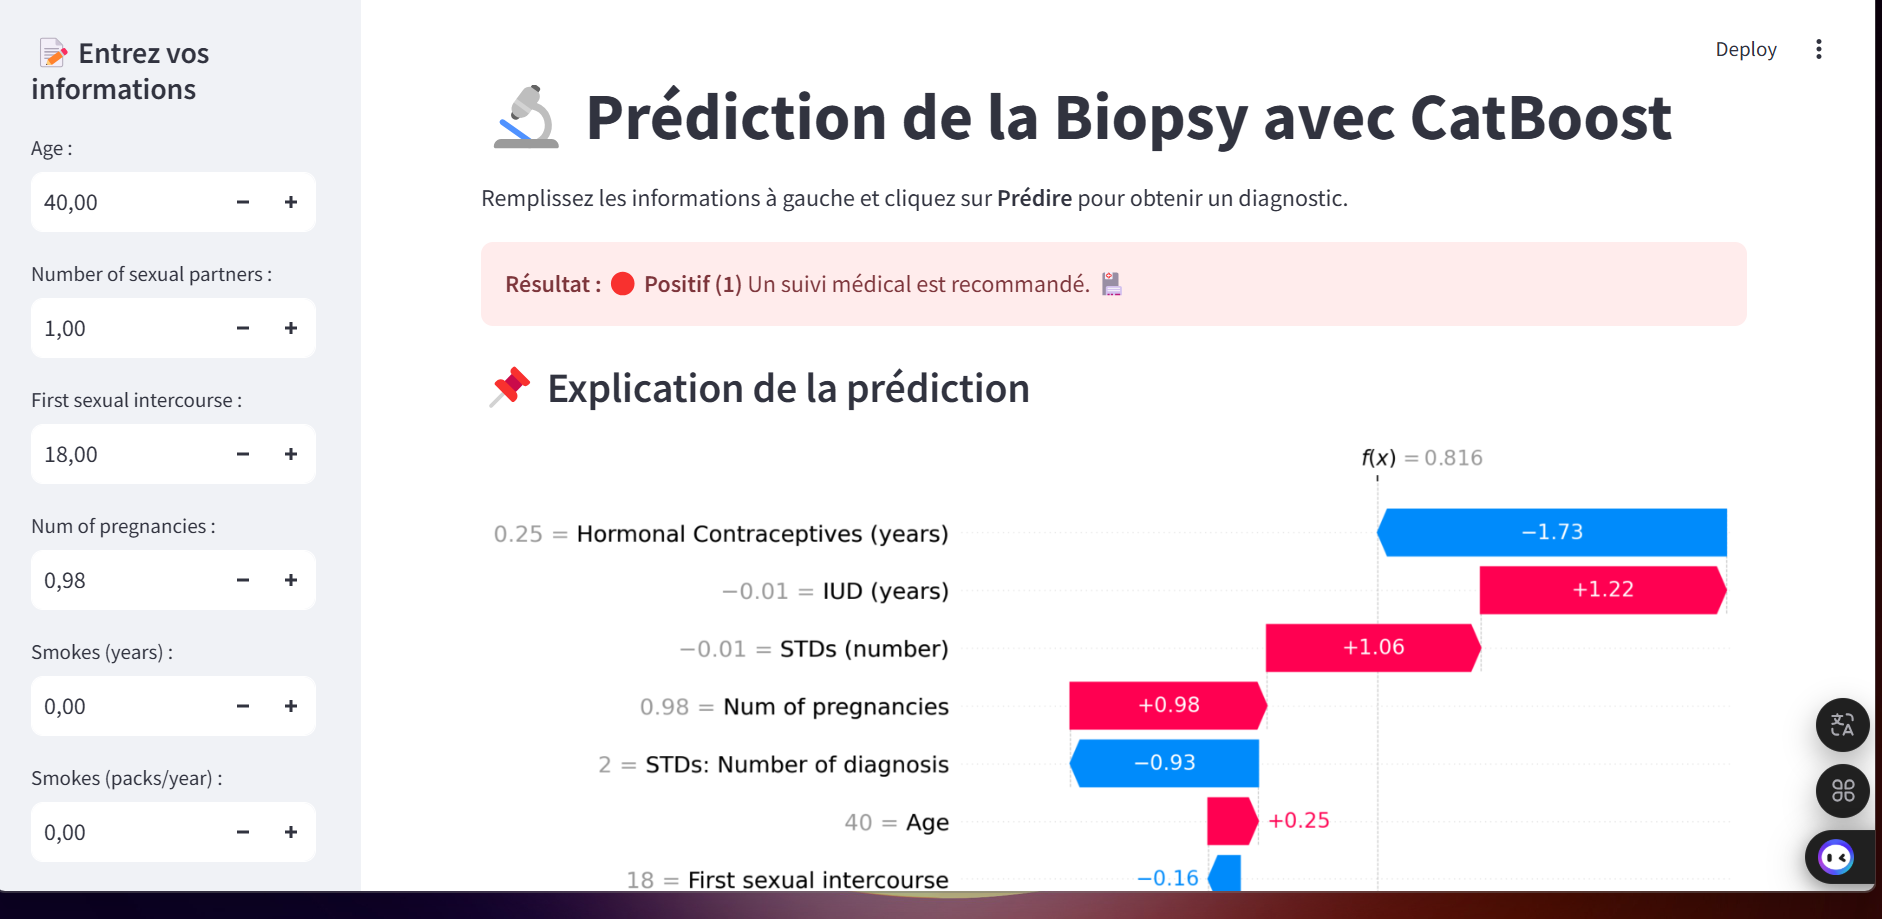 Entrez vos
informations
Age :
40,00
Number of sexual partners :
1,00
First sexual intercourse :
18,00
Num of pregnancies :
0,98
Smokes (years) :
0,00
Smokes (packs/year) :
0,00
Deploy
Prédiction de la Biopsy avec CatBoost
Remplissez les informations à gauche et cliquez sur Prédire pour obtenir un diagnostic.
Résultat : Positif (1) Un suivi médical est recommandé.
Explication de la prédiction
f(x) = 0.816
0.25 = Hormonal Contraceptives (years) −1.73
−0.01 = IUD (years) +1.22
−0.01 = STDs (number) +1.06
0.98 = Num of pregnancies +0.98
2 = STDs: Number of diagnosis −0.93
40 = Age +0.25
18 = First sexual intercourse −0.16